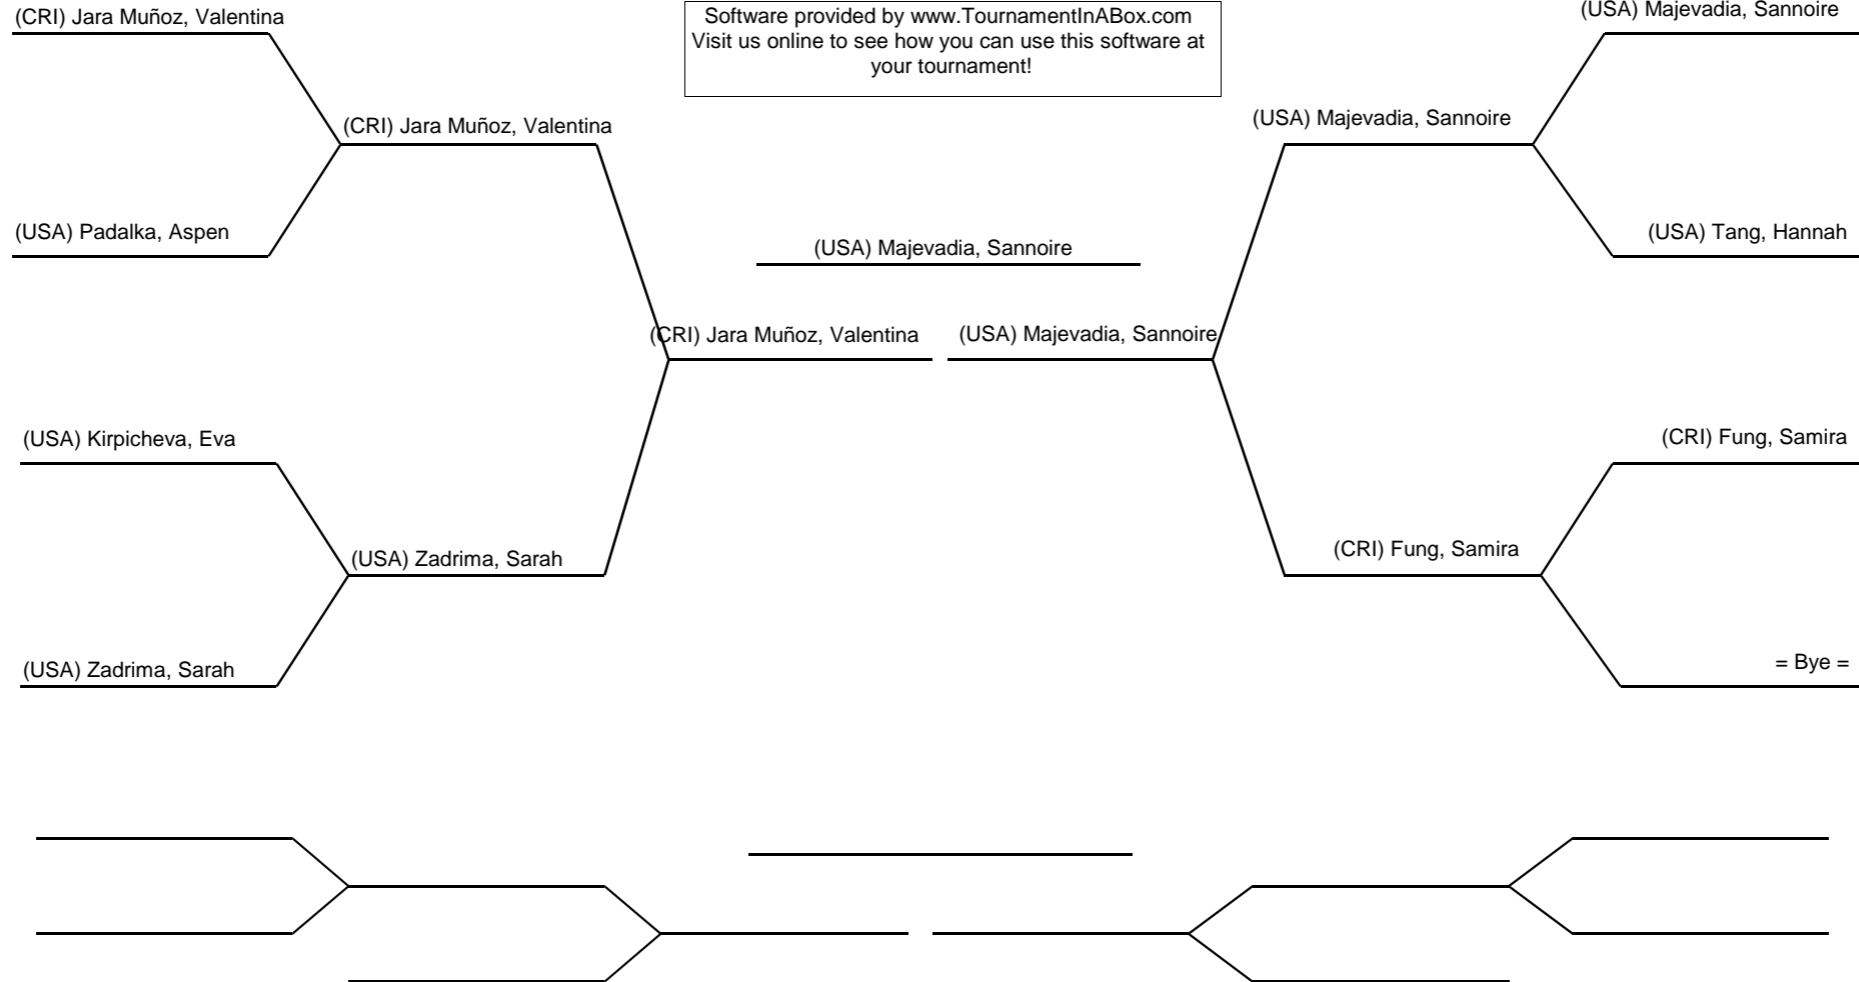 (CRI) Jara Muñoz, Valentina
Software provided by www.TournamentInABox.com
Visit us online to see how you can use this software at
your tournament!
(USA) Majevadia, Sannoire
(CRI) Jara Muñoz, Valentina
(USA) Majevadia, Sannoire
(USA) Padalka, Aspen
(USA) Majevadia, Sannoire
(USA) Tang, Hannah
(CRI) Jara Muñoz, Valentina
(USA) Majevadia, Sannoire
(USA) Kirpicheva, Eva
(CRI) Fung, Samira
(USA) Zadrima, Sarah
(CRI) Fung, Samira
(USA) Zadrima, Sarah
= Bye =